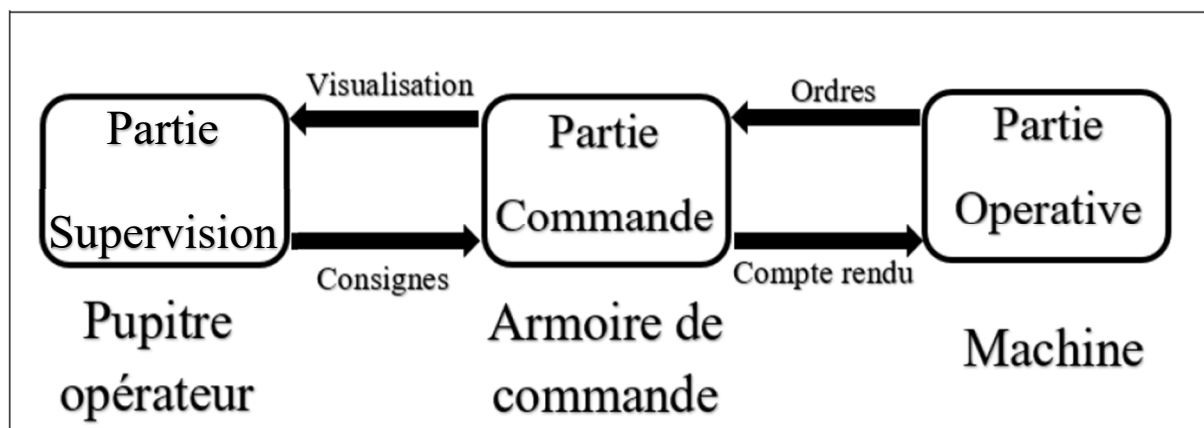 Visualisation
Ordres
Partie
Supervision
Partie
Commande
Partie
Operative
Consignes
Compte rendu
Pupitre
opérateur
Armoire de
commande
Machine